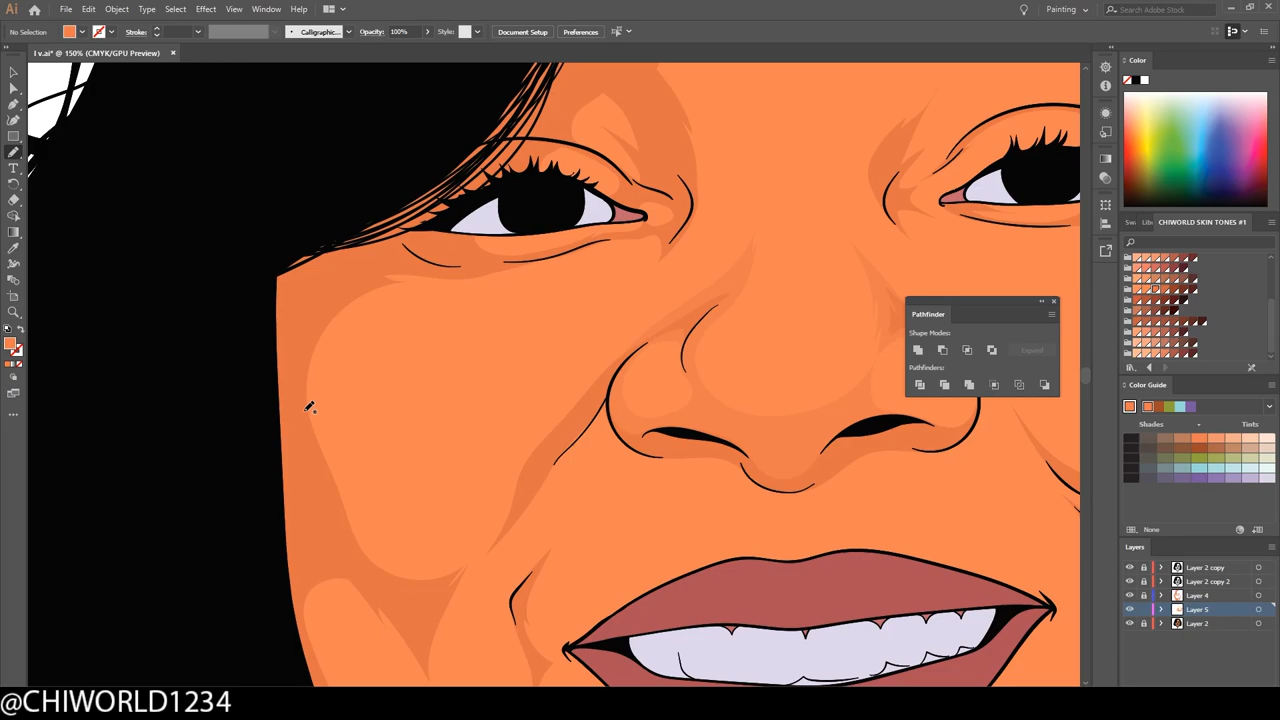 Ai File Edit Object Type Select Effect View Window Help Painting Search Adobe Stock
No Selection Stroke: Calligraphic... Opacity: 100% Style: Document Setup Preferences
I v.ai* @ 150% (CMYK/GPU Preview)
Color
Libr
CHIWORLD SKIN TONES #1
Pathfinder
Shape Modes:
Expand
Pathfinders:
Color Guide
Shades Tints
None
Layers
Layer 2 copy
Layer 2 copy 2
Layer 4
Layer 5
Layer 2
@CHIWORLD1234